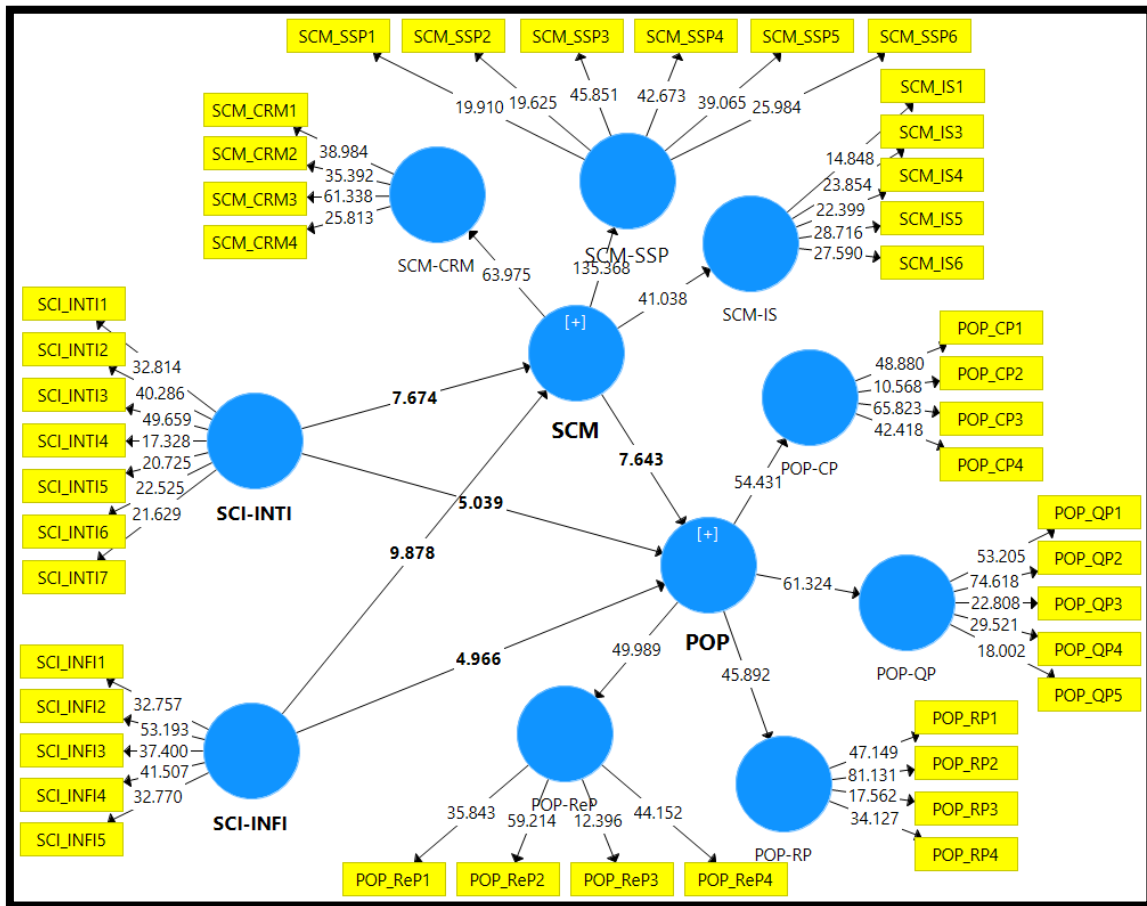 SCM_SSP1
SCM_SSP2
SCM_SSP3
SCM_SSP4
SCM_SSP5
SCM_SSP6
19.910
19.625
45.851
42.673
39.065
25.984
SCM-SSP
SCM_CRM1
SCM_CRM2
SCM_CRM3
SCM_CRM4
38.984
35.392
61.338
25.813
SCM-CRM
SCM_IS1
SCM_IS3
SCM_IS4
SCM_IS5
SCM_IS6
14.848
23.854
22.399
28.716
27.590
SCM-IS
63.975
135.368
41.038
[+]
SCM
SCI_INTI1
SCI_INTI2
SCI_INTI3
SCI_INTI4
SCI_INTI5
SCI_INTI6
SCI_INTI7
32.814
40.286
49.659
17.328
20.725
22.525
21.629
SCI-INTI
7.674
5.039
7.643
9.878
4.966
POP_CP1
POP_CP2
POP_CP3
POP_CP4
48.880
10.568
65.823
42.418
POP-CP
54.431
[+]
POP
61.324
49.989
45.892
POP_QP1
POP_QP2
POP_QP3
POP_QP4
POP_QP5
53.205
74.618
22.808
29.521
18.002
POP-QP
SCI_INFI1
SCI_INFI2
SCI_INFI3
SCI_INFI4
SCI_INFI5
32.757
53.193
37.400
41.507
32.770
SCI-INFI
POP_RP1
POP_RP2
POP_RP3
POP_RP4
47.149
81.131
17.562
34.127
POP-RP
POP-ReP
35.843
59.214
12.396
44.152
POP_ReP1
POP_ReP2
POP_ReP3
POP_ReP4